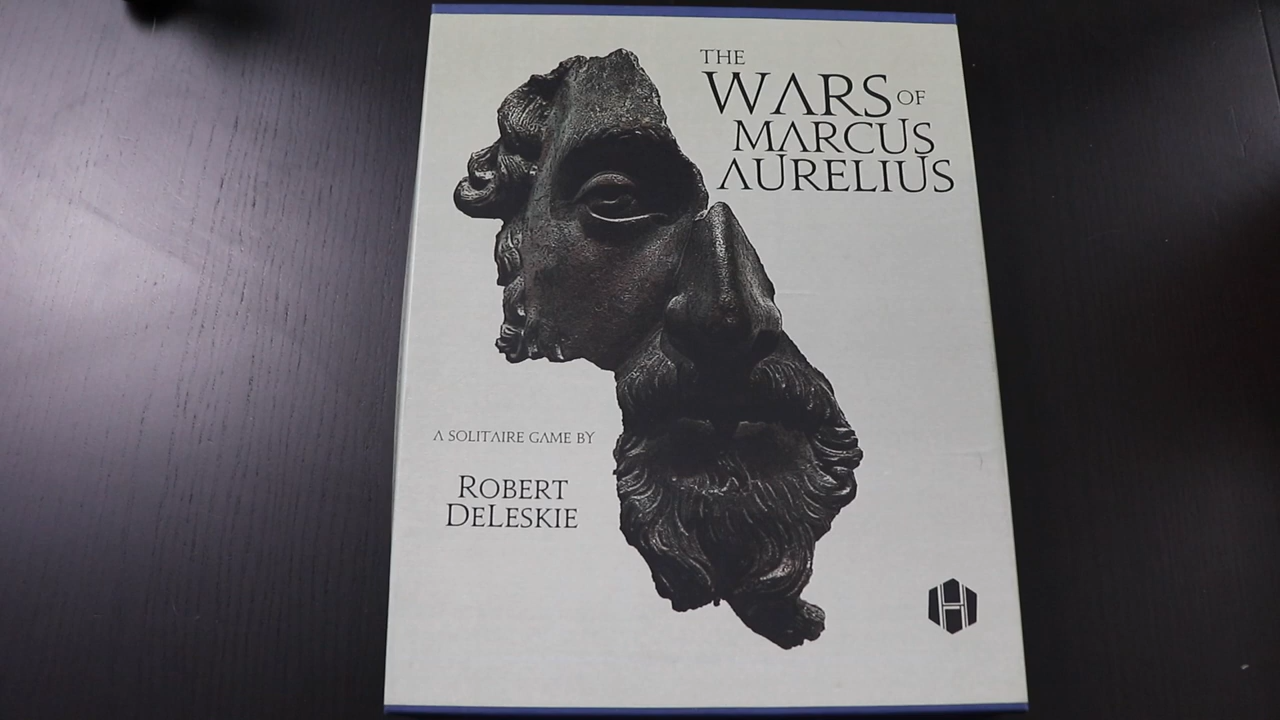 THE
WARS OF
MARCUS
AURELIUS
A SOLITAIRE GAME BY
ROBERT
DELESKIE
H